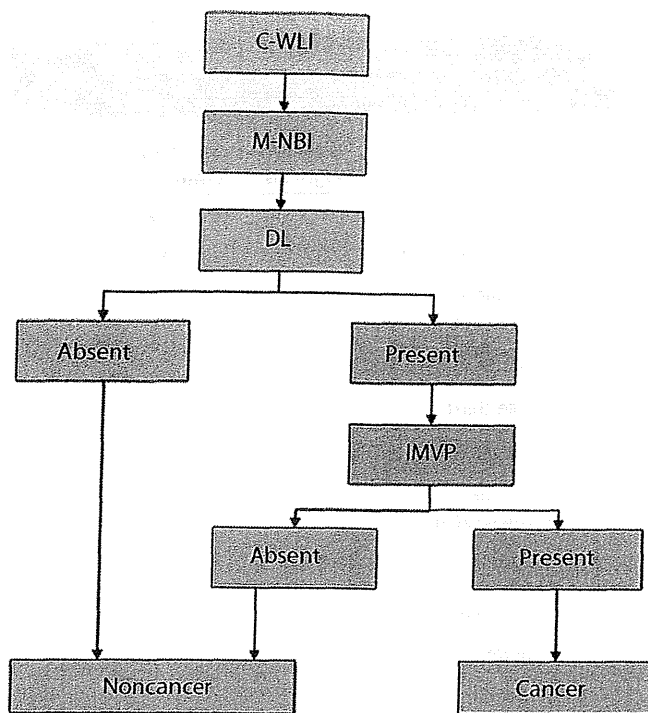 C-WLI
M-NBI
DL
Absent
Present
IMVP
Absent
Present
Noncancer
Cancer